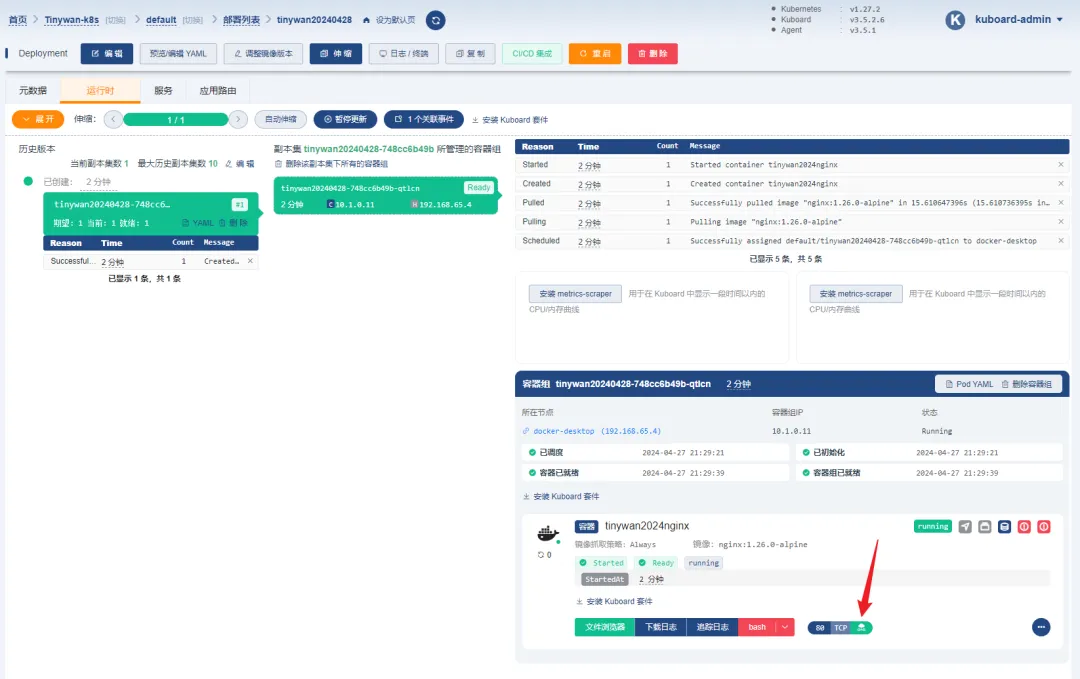 首页 Tinywan-k8s [切换] default [切换] 部署列表 tinywan20240428 设为默认页
Kubernetes : v1.27.2
Kuboard : v3.5.2.6
Agent : v3.5.1
K kuboard-admin
Deployment 编 辑 预览/编辑 YAML 调整镜像版本 伸 缩 日志 / 终端 复 制 CI/CD 集成 重 启 删 除
元数据 运行时 服务 应用路由
展 开 伸缩: 1 / 1 自动伸缩 暂停更新 1 个关联事件 安装 Kuboard 套件
历史版本
当前副本集数 1 最大历史副本数 10 编 辑
已创建: 2 分钟
tinywan20240428-748cc6... #1
期望: 1 当前: 1 就绪: 1 YAML 删 除
Reason Time Count Message
Successful... 2 分钟 1 Created...
已显示 1 条，共 1 条
副本集 tinywan20240428-748cc6b49b 所管理的容器组
删除该副本集下所有的容器组
tinywan20240428-748cc6b49b-qtlcn Ready
2 分钟 C 10.1.0.11 H 192.168.65.4
Reason Time Count Message
Started 2 分钟 1 Started container tinywan2024nginx
Created 2 分钟 1 Created container tinywan2024nginx
Pulled 2 分钟 1 Successfully pulled image "nginx:1.26.0-alpine" in 15.610647396s (15.610736395s in...
Pulling 2 分钟 1 Pulling image "nginx:1.26.0-alpine"
Scheduled 2 分钟 1 Successfully assigned default/tinywan20240428-748cc6b49b-qtlcn to docker-desktop
已显示 5 条，共 5 条
安装 metrics-scraper 用于在 Kuboard 中显示一段时间以内的
CPU/内存曲线
安装 metrics-scraper 用于在 Kuboard 中显示一段时间以内的
CPU/内存曲线
容器组 tinywan20240428-748cc6b49b-qtlcn 2 分钟 Pod YAML 删除容器组
所在节点 容器组IP 状态
docker-desktop (192.168.65.4) 10.1.0.11 Running
已调度 2024-04-27 21:29:21 已初始化 2024-04-27 21:29:21
容器已就绪 2024-04-27 21:29:39 容器组已就绪 2024-04-27 21:29:39
安装 Kuboard 套件
容器 tinywan2024nginx running
镜像抓取策略: Always 镜像: nginx:1.26.0-alpine
0
Started Ready running
StartedAt 2 分钟
安装 Kuboard 套件
文件浏览器 下载日志 追踪日志 bash 80 TCP